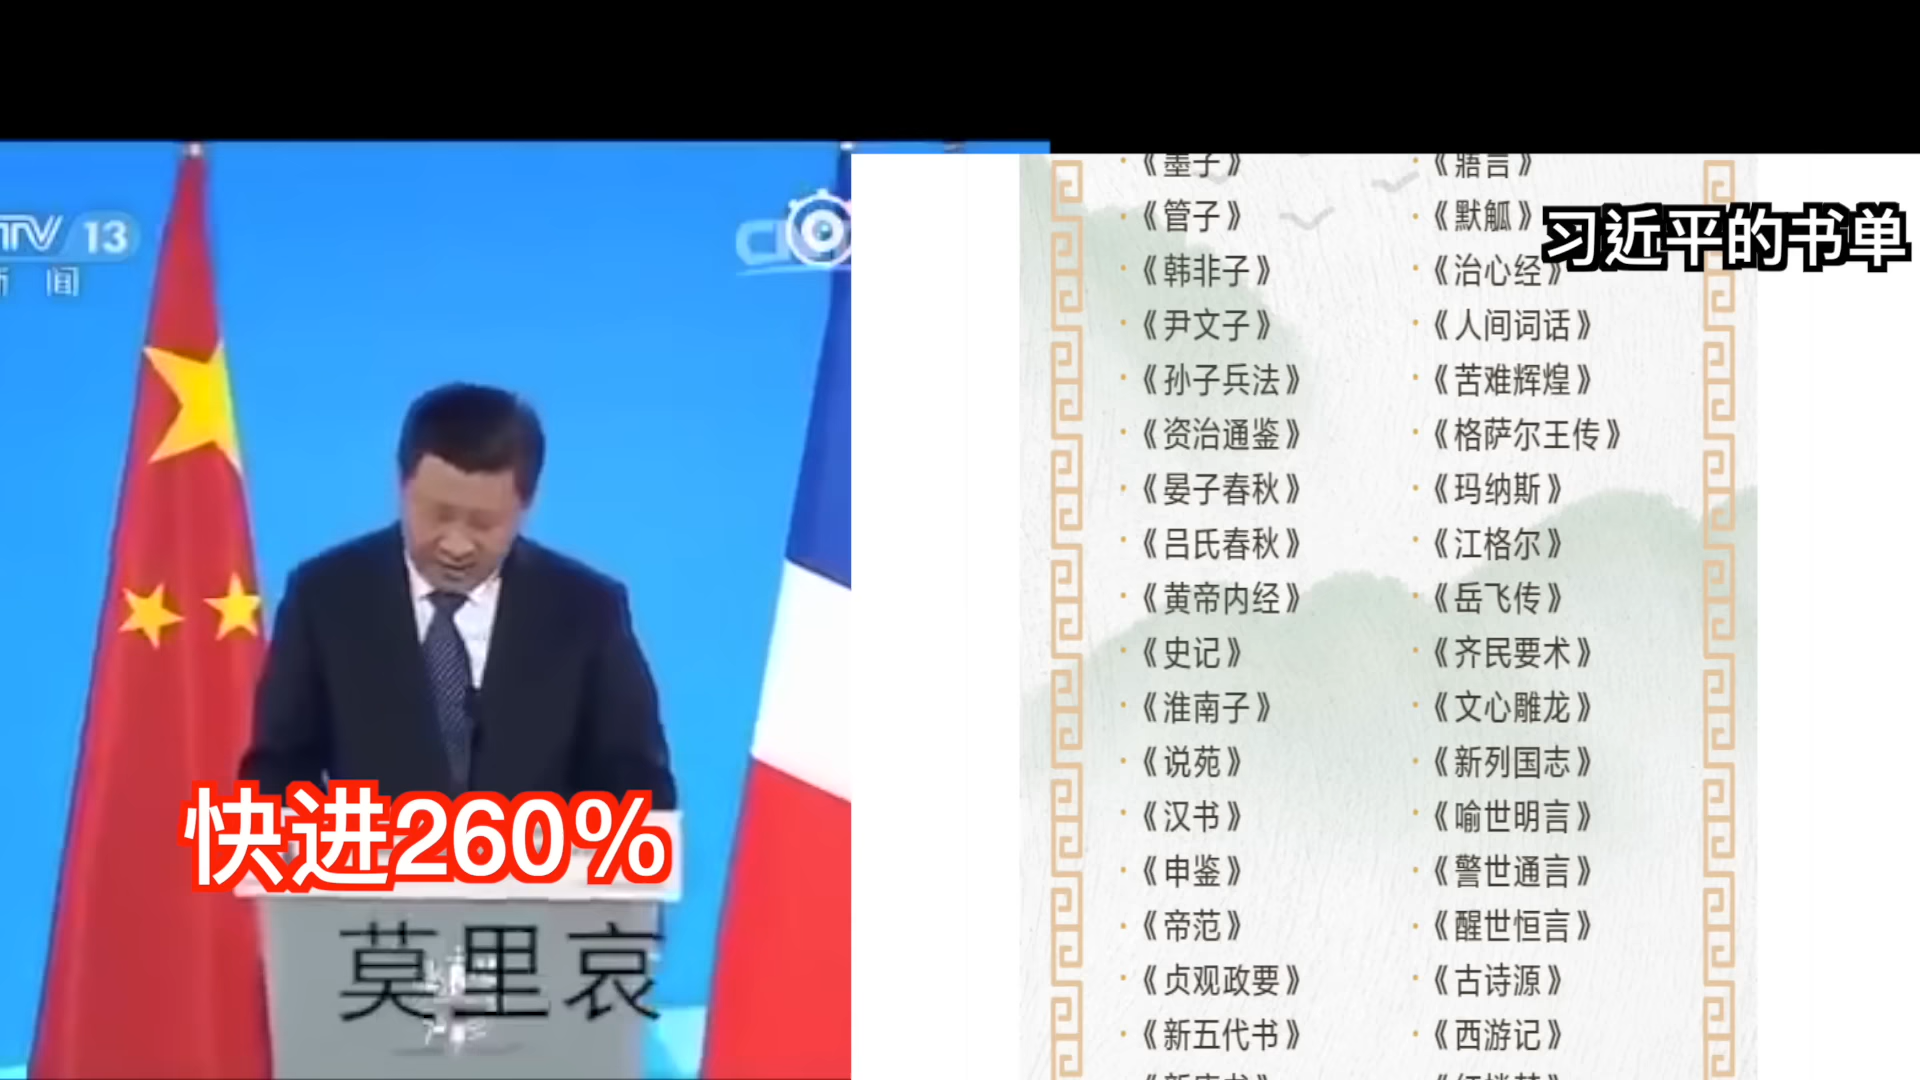 TV 13
新 闻
快进260%
莫里哀
习近平的书单
《墨子》
《管子》
《韩非子》
《尹文子》
《孙子兵法》
《资治通鉴》
《晏子春秋》
《吕氏春秋》
《黄帝内经》
《史记》
《淮南子》
《说苑》
《汉书》
《申鉴》
《帝范》
《贞观政要》
《新五代书》
《寤言》
《默觚》
《治心经》
《人间词话》
《苦难辉煌》
《格萨尔王传》
《玛纳斯》
《江格尔》
《岳飞传》
《齐民要术》
《文心雕龙》
《新列国志》
《喻世明言》
《警世通言》
《醒世恒言》
《古诗源》
《西游记》